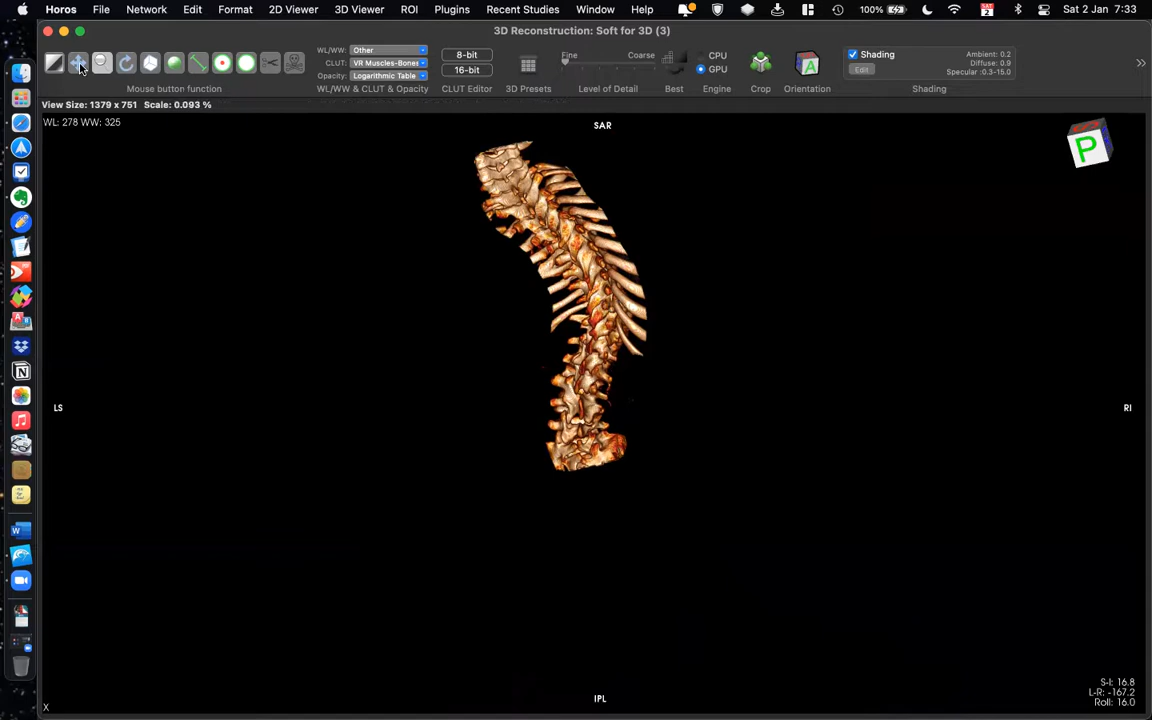 Horos File Network Edit Format 2D Viewer 3D Viewer ROI Plugins Recent Studies Window Help 100% 2 Sat 2 Jan 7:33
3D Reconstruction: Soft for 3D (3)
WL/WW: Other
CLUT: VR Muscles-Bones
Opacity: Logarithmic Table
8-bit
16-bit
Fine Coarse
CPU
GPU
Shading
Edit
Ambient: 0.2
Diffuse: 0.9
Specular :0.3-15.0
Mouse button function WL/WW & CLUT & Opacity CLUT Editor 3D Presets Level of Detail Best Engine Crop Orientation Shading
View Size: 1379 x 751 Scale: 0.093 %
WL: 278 WW: 325
SAR
P
LS
RI
IPL
S-I: 16.8
L-R: -167.2
Roll: 16.0
X